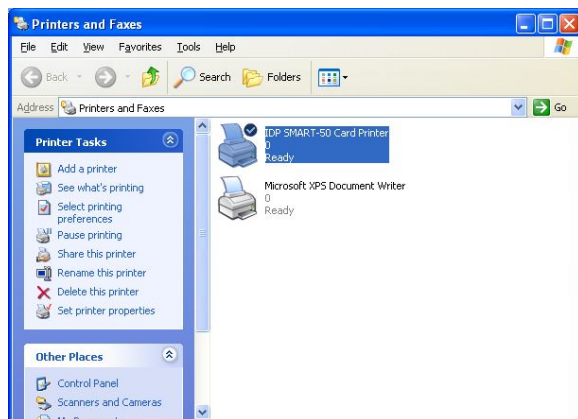 Printers and Faxes
File Edit View Favorites Tools Help
Back Search Folders
Address Printers and Faxes Go
Printer Tasks
Add a printer
See what's printing
Select printing
preferences
Pause printing
Share this printer
Rename this printer
Delete this printer
Set printer properties
Other Places
Control Panel
Scanners and Cameras
IDP SMART-50 Card Printer
0
Ready
Microsoft XPS Document Writer
0
Ready